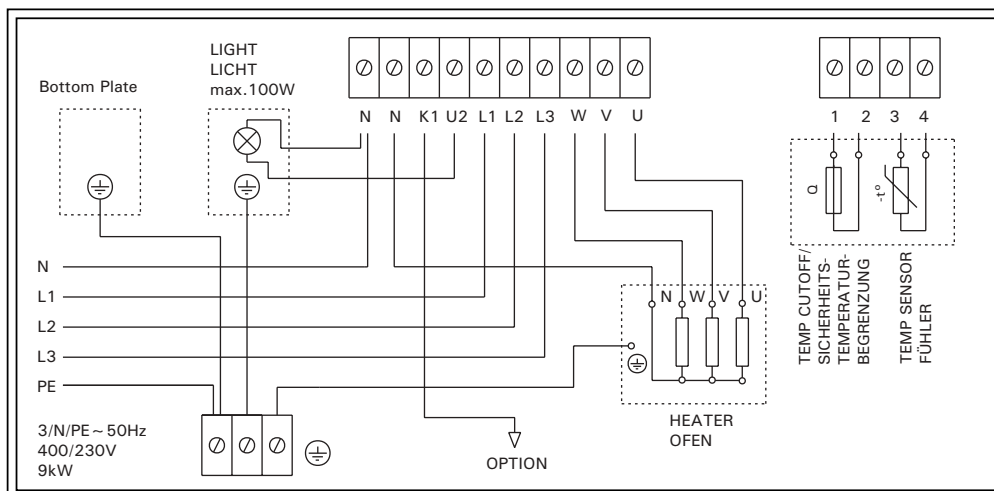 LIGHT
LICHT
max.100W
Bottom Plate
N N K1 U2 L1 L2 L3 W V U
1 2 3 4
Q
-t°
N
L1
L2
L3
PE
3/N/PE~50Hz
400/230V
9kW
N W V U
HEATER
OFEN
OPTION
TEMP CUTOFF/
SICHERHEITS-
TEMPERATUR-
BEGRENZUNG
TEMP SENSOR
FÜHLER